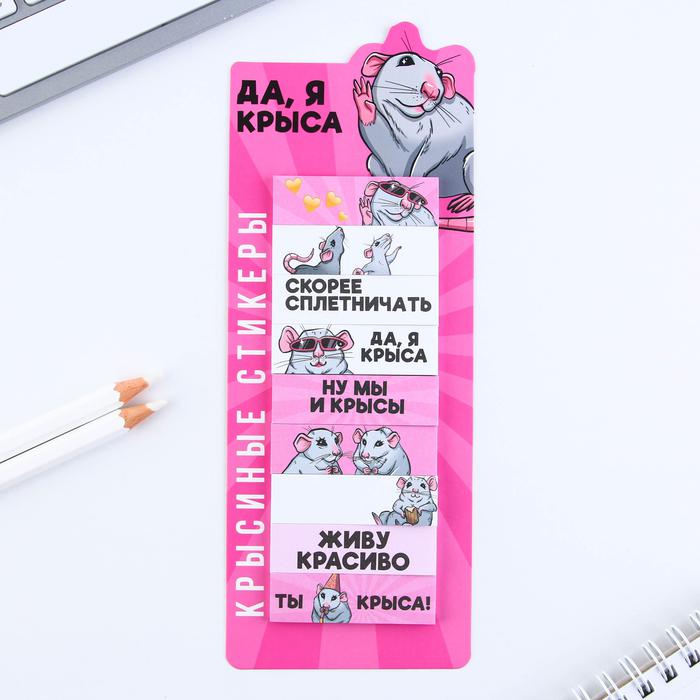 ДА, Я
КРЫСА
КРЫСИНЫЕ СТИКЕРЫ
СКОРЕЕ
СПЛЕТНИЧАТЬ
ДА, Я
КРЫСА
НУ МЫ
И КРЫСЫ
ЖИВУ
КРАСИВО
ТЫ КРЫСА!